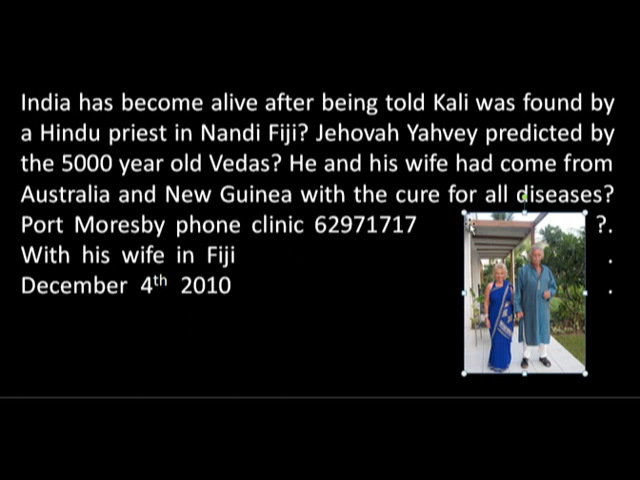 India has become alive after being told Kali was found by
a Hindu priest in Nandi Fiji? Jehovah Yahvey predicted by
the 5000 year old Vedas? He and his wife had come from
Australia and New Guinea with the cure for all diseases?
Port Moresby phone clinic 62971717 ?.
With his wife in Fiji .
December 4th 2010 .